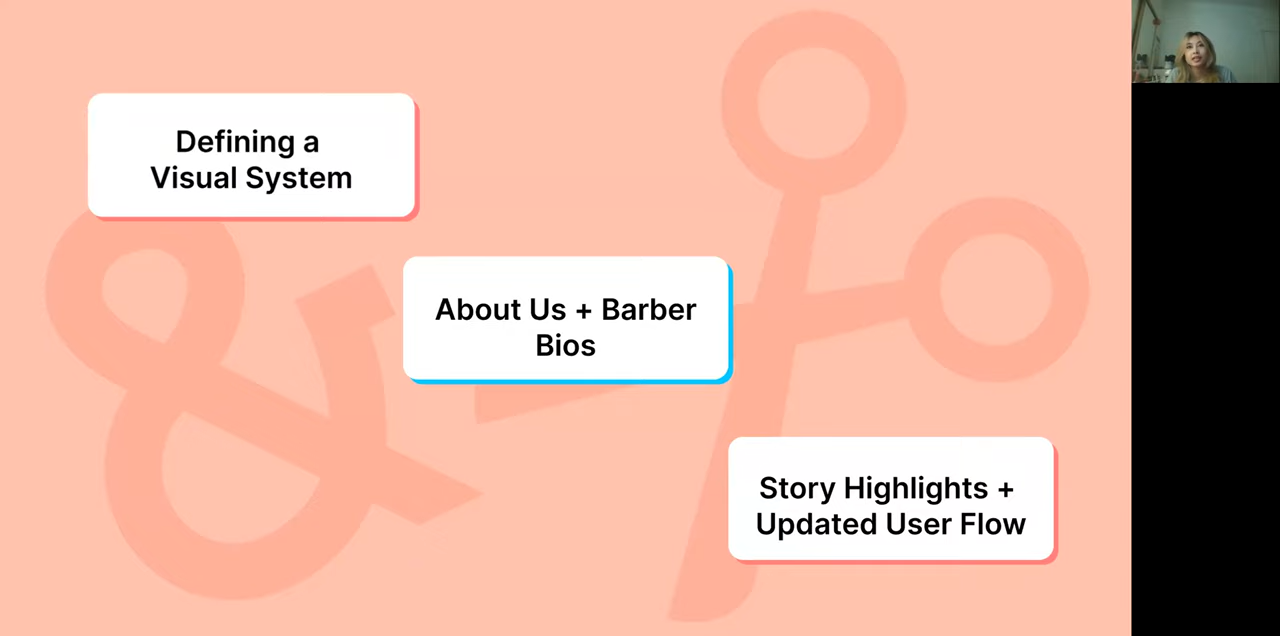 Defining a
Visual System
About Us + Barber
Bios
Story Highlights +
Updated User Flow